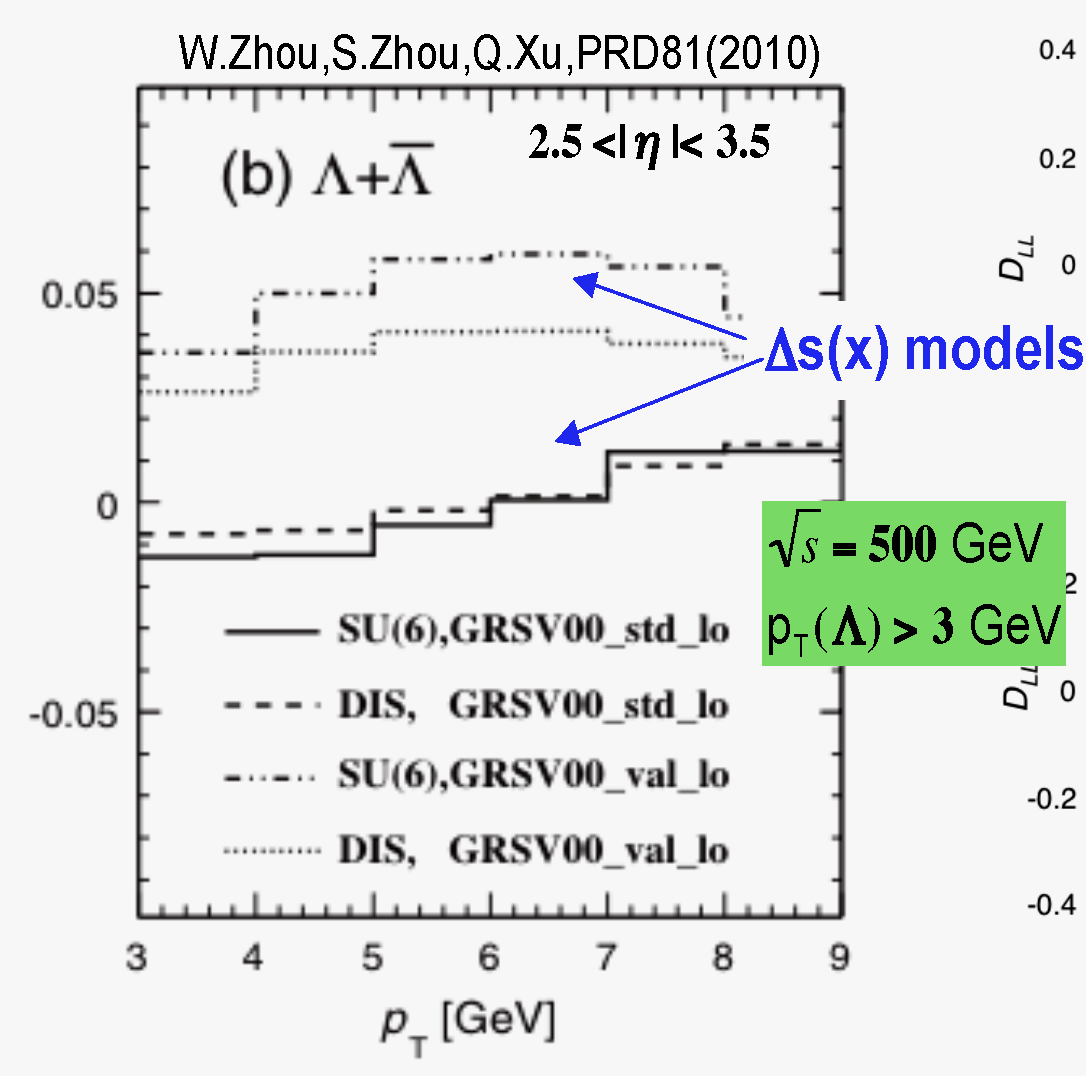 W.Zhou,S.Zhou,Q.Xu,PRD81(2010)
2.5 <| η |< 3.5
(b) Λ+Λ̅
0.05
0
-0.05
Δs(x) models
√s = 500 GeV
p_T(Λ) > 3 GeV
SU(6),GRSV00_std_lo
DIS, GRSV00_std_lo
SU(6),GRSV00_val_lo
DIS, GRSV00_val_lo
3 4 5 6 7 8 9
p_T [GeV]
0.4
0.2
D_LL
0
2
D_LL
0
-0.2
-0.4